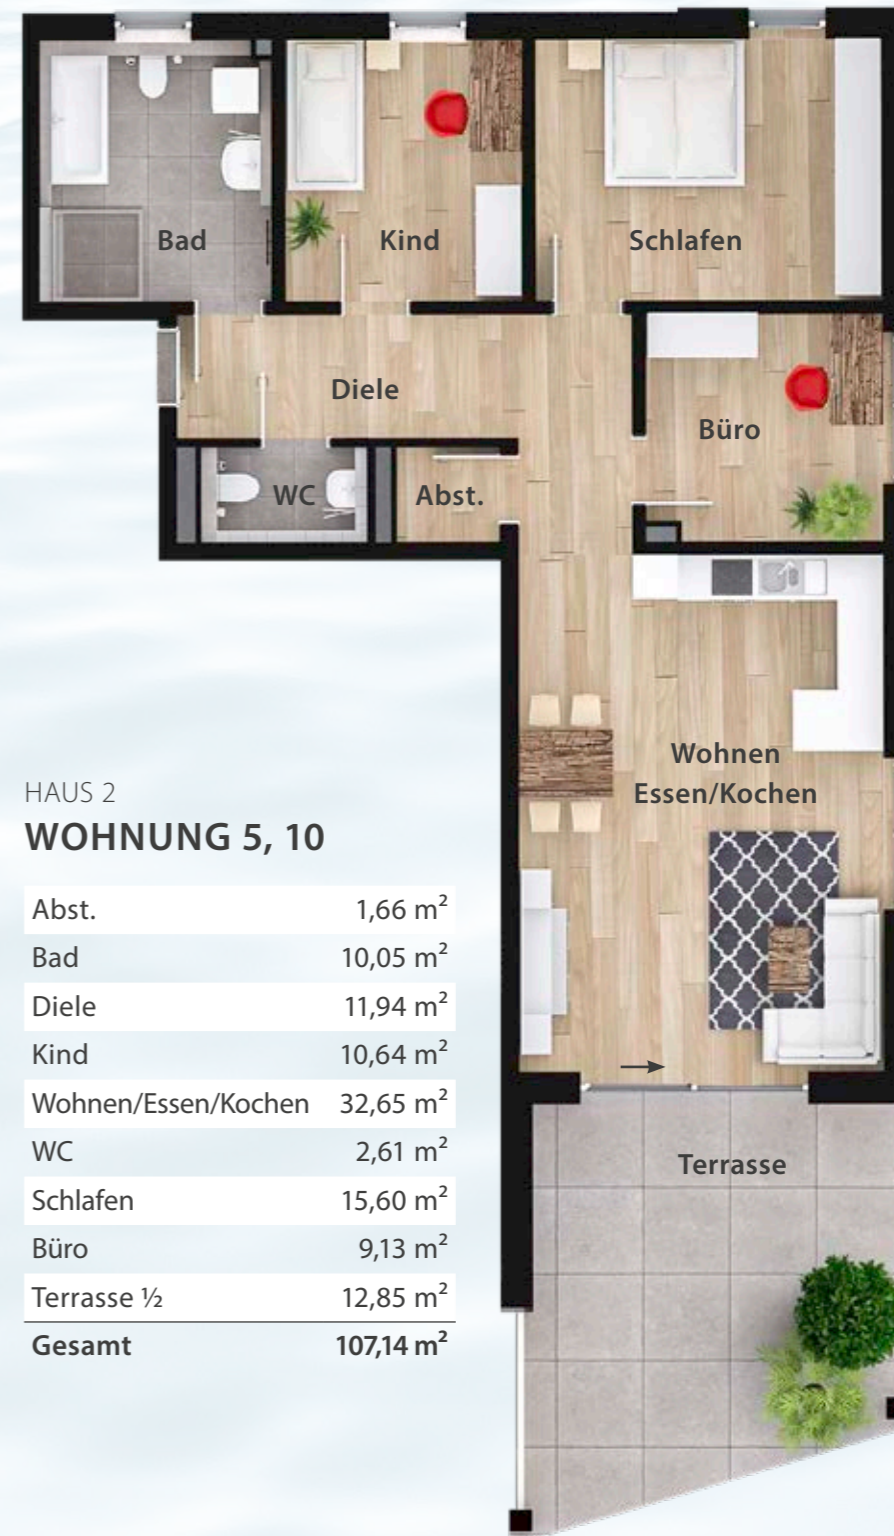 Bad
Kind
Schlafen
Diele
Büro
WC
Abst.
Wohnen
Essen/Kochen
Terrasse
HAUS 2
WOHNUNG 5, 10
Abst. 1,66 m²
Bad 10,05 m²
Diele 11,94 m²
Kind 10,64 m²
Wohnen/Essen/Kochen 32,65 m²
WC 2,61 m²
Schlafen 15,60 m²
Büro 9,13 m²
Terrasse ½ 12,85 m²
Gesamt 107,14 m²